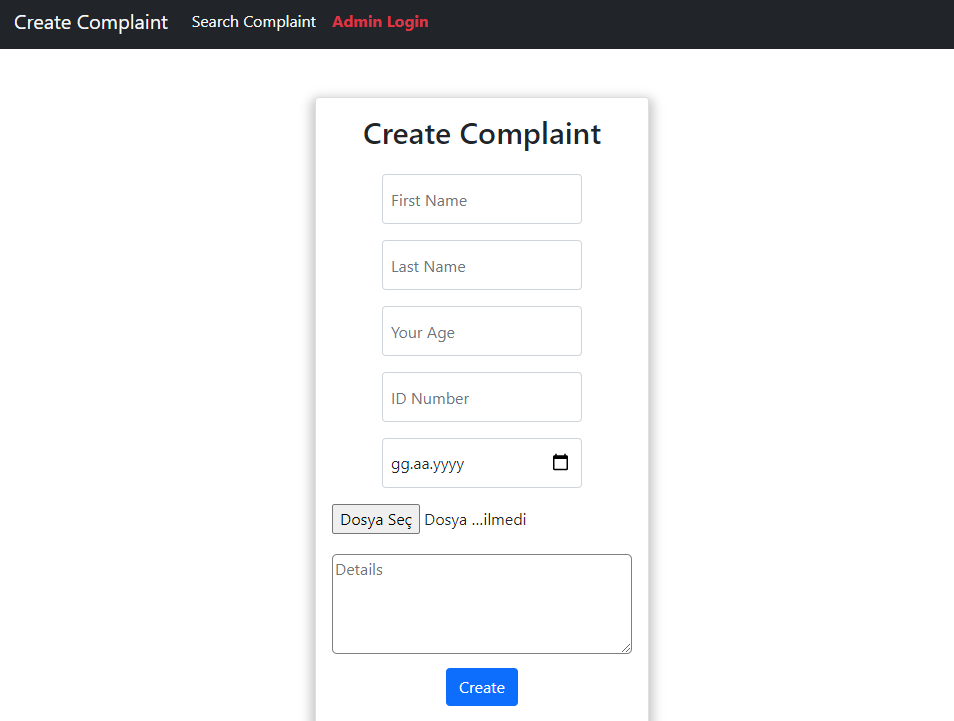 Create Complaint Search Complaint Admin Login
Create Complaint
First Name
Last Name
Your Age
ID Number
gg.aa.yyyy
Dosya Seç Dosya ...ilmedi
Details
Create